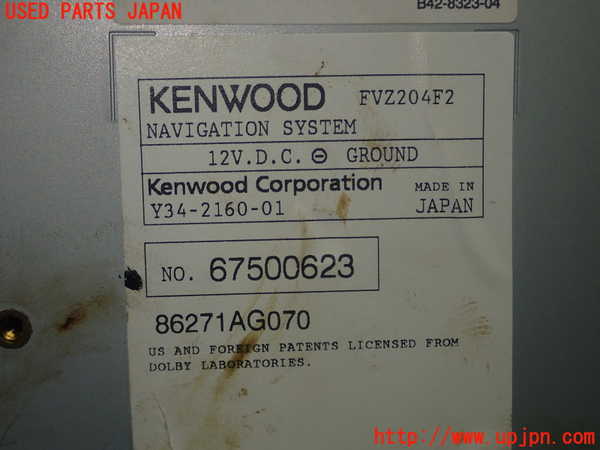 USED PARTS JAPAN
B42-8323-04
KENWOOD FVZ204F2
NAVIGATION SYSTEM
12V.D.C. ⊖ GROUND
Kenwood Corporation MADE IN
Y34-2160-01 JAPAN
NO. 67500623
86271AG070
US AND FOREIGN PATENTS LICENSED FROM
DOLBY LABORATORIES.
http://www.upjpn.com/